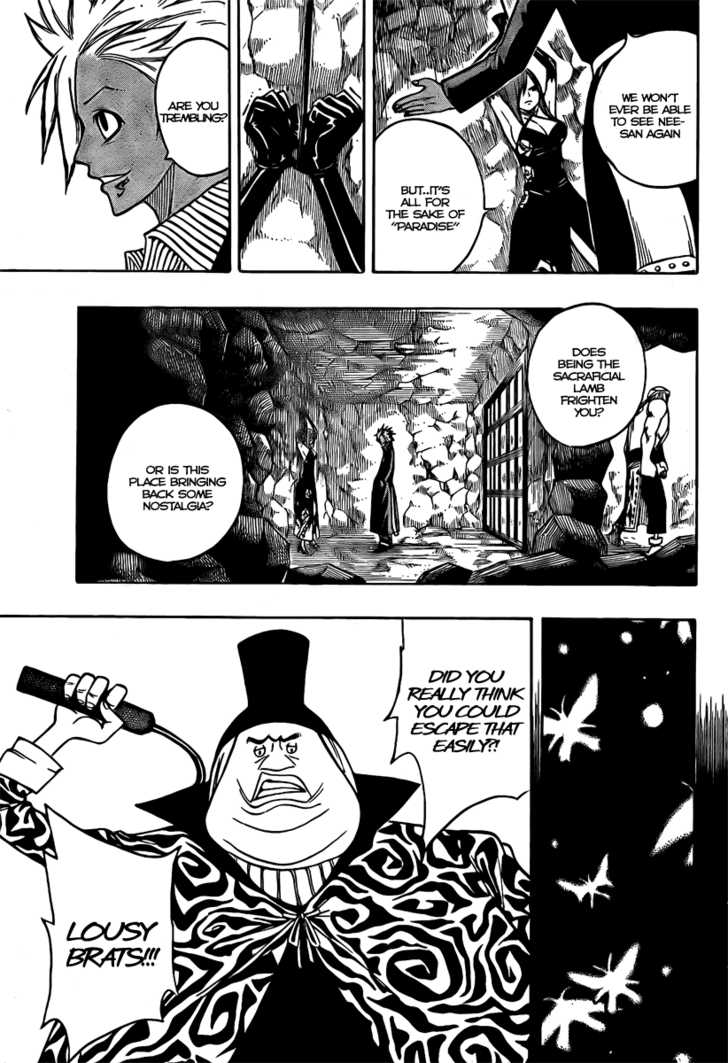 WE WON'T
EVER BE ABLE
TO SEE NEE-
SAN AGAIN
BUT..IT'S
ALL FOR
THE SAKE OF
"PARADISE"
ARE YOU
TREMBLING?
DOES
BEING THE
SACRAFICIAL
LAMB
FRIGHTEN
YOU?
OR IS THIS
PLACE BRINGING
BACK SOME
NOSTALGIA?
DID YOU
REALLY THINK
YOU COULD
ESCAPE THAT
EASILY?!
LOUSY
BRATS!!!